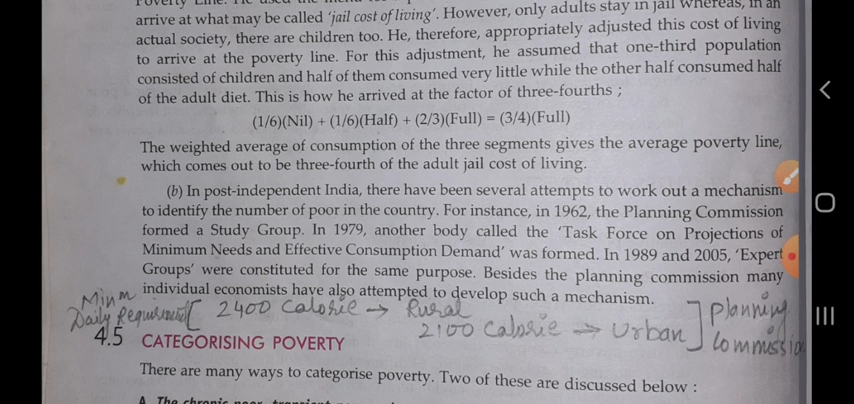 Poverty Line. He used the
arrive at what may be called 'jail cost of living'. However, only adults stay in jail whereas, in an
actual society, there are children too. He, therefore, appropriately adjusted this cost of living
to arrive at the poverty line. For this adjustment, he assumed that one-third population
consisted of children and half of them consumed very little while the other half consumed half
of the adult diet. This is how he arrived at the factor of three-fourths ;
(1/6)(Nil) + (1/6)(Half) + (2/3)(Full) = (3/4)(Full)
The weighted average of consumption of the three segments gives the average poverty line,
which comes out to be three-fourth of the adult jail cost of living.
(b) In post-independent India, there have been several attempts to work out a mechanism
to identify the number of poor in the country. For instance, in 1962, the Planning Commission
formed a Study Group. In 1979, another body called the 'Task Force on Projections of
Minimum Needs and Effective Consumption Demand' was formed. In 1989 and 2005, 'Expert
Groups' were constituted for the same purpose. Besides the planning commission many
individual economists have also attempted to develop such a mechanism.
Minm
Daily Requirement [ 2400 Calorie → Rural
2100 Calorie → Urban ] Planning
Commission
4.5 CATEGORISING POVERTY
There are many ways to categorise poverty. Two of these are discussed below :
A. The chronic poor,